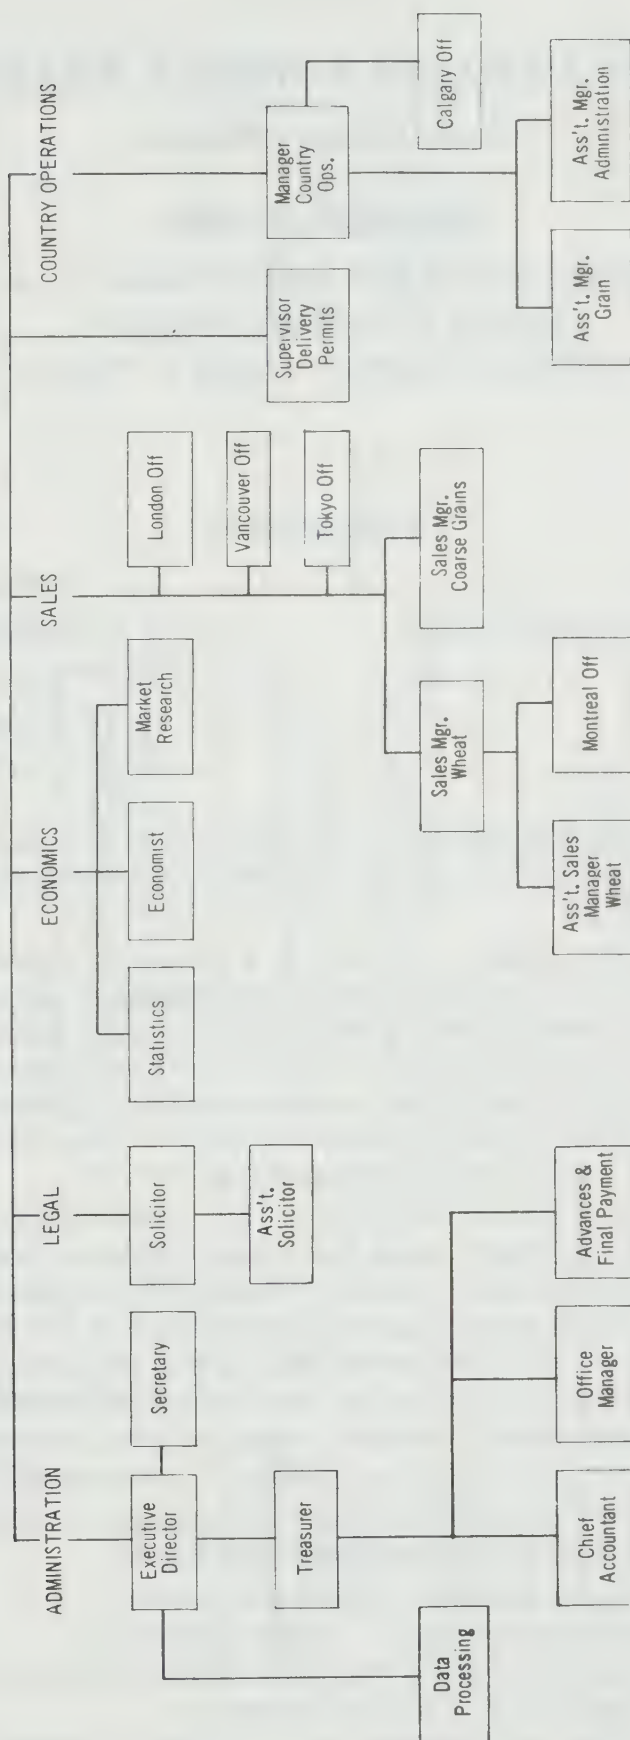 ADMINISTRATION
LEGAL
ECONOMICS
SALES
COUNTRY OPERATIONS
Executive
Director
Secretary
Treasurer
Data
Processing
Chief
Accountant
Office
Manager
Advances &
Final Payment
Solicitor
Ass't.
Solicitor
Statistics
Economist
Market
Research
London Off
Vancouver Off
Tokyo Off
Sales Mgr.
Wheat
Sales Mgr.
Coarse Grains
Ass't. Sales
Manager
Wheat
Montreal Off
Supervisor
Delivery
Permits
Manager
Country
Ops.
Calgary Off
Ass't. Mgr.
Grain
Ass't. Mgr.
Administration